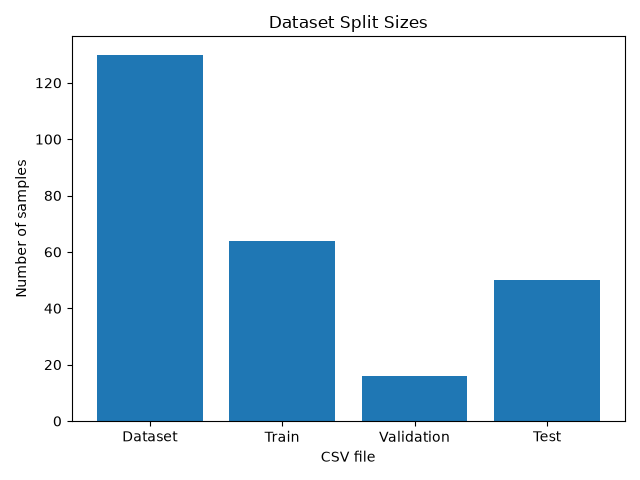 Dataset Split Sizes
Number of samples
120
100
80
60
40
20
0
Dataset Train Validation Test
CSV file